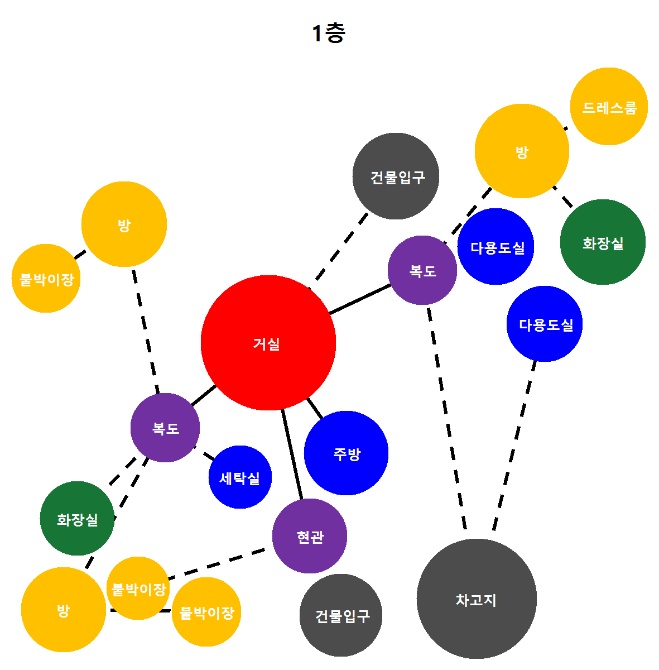 1층
드레스룸
방
건물입구
방
화장실
다용도실
복도
붙박이장
다용도실
거실
복도
주방
세탁실
화장실
현관
붙박이장
방
붙박이장
건물입구
차고지